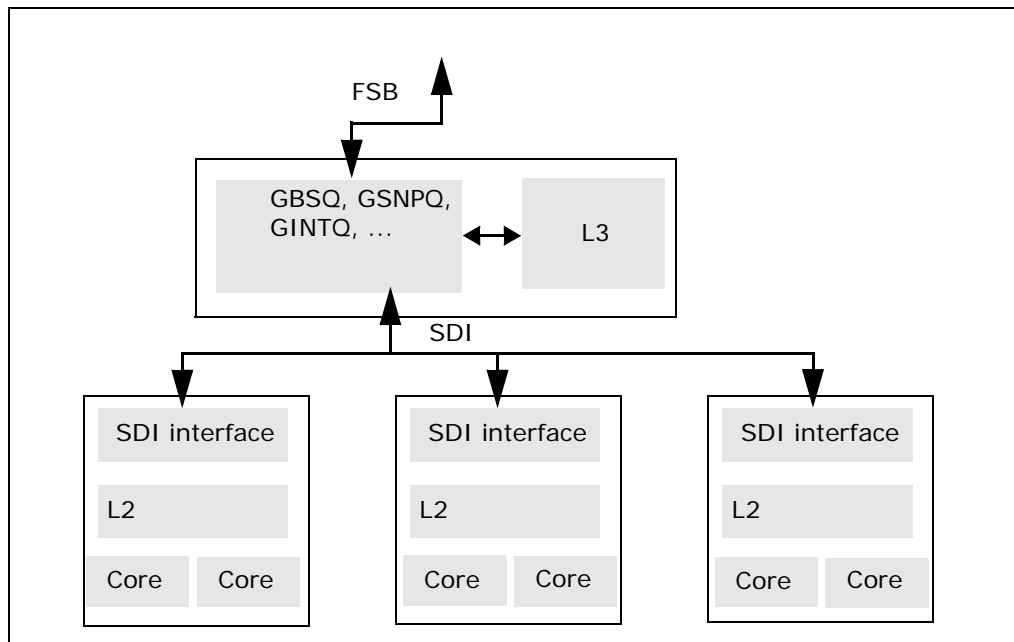 FSB
GBSQ, GSNPQ,
GINTQ, ...
L3
SDI
SDI interface
SDI interface
SDI interface
L2
L2
L2
Core
Core
Core
Core
Core
Core